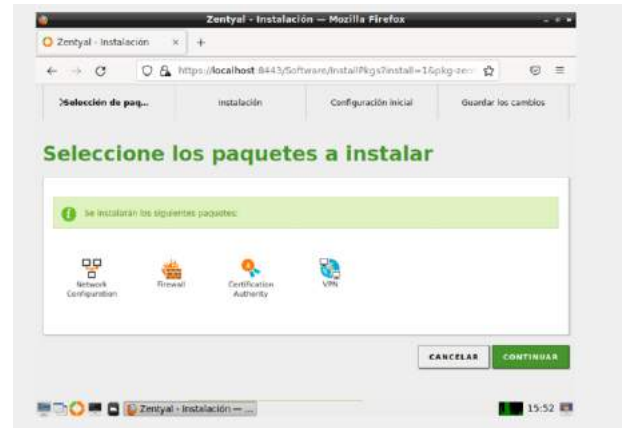 Zentyal - Instalación — Mozilla Firefox
Zentyal - Instalación × +
https://localhost:8443/Software/InstallPkgs?install=1&pkg-zen
Selección de paq... Instalación Configuración inicial Guardar los cambios
Seleccione los paquetes a instalar
Se instalarán los siguientes paquetes:
Network Configuration
Firewall
Certification Authority
VPN
CANCELAR CONTINUAR
Zentyal - Instalación — ... 15:52